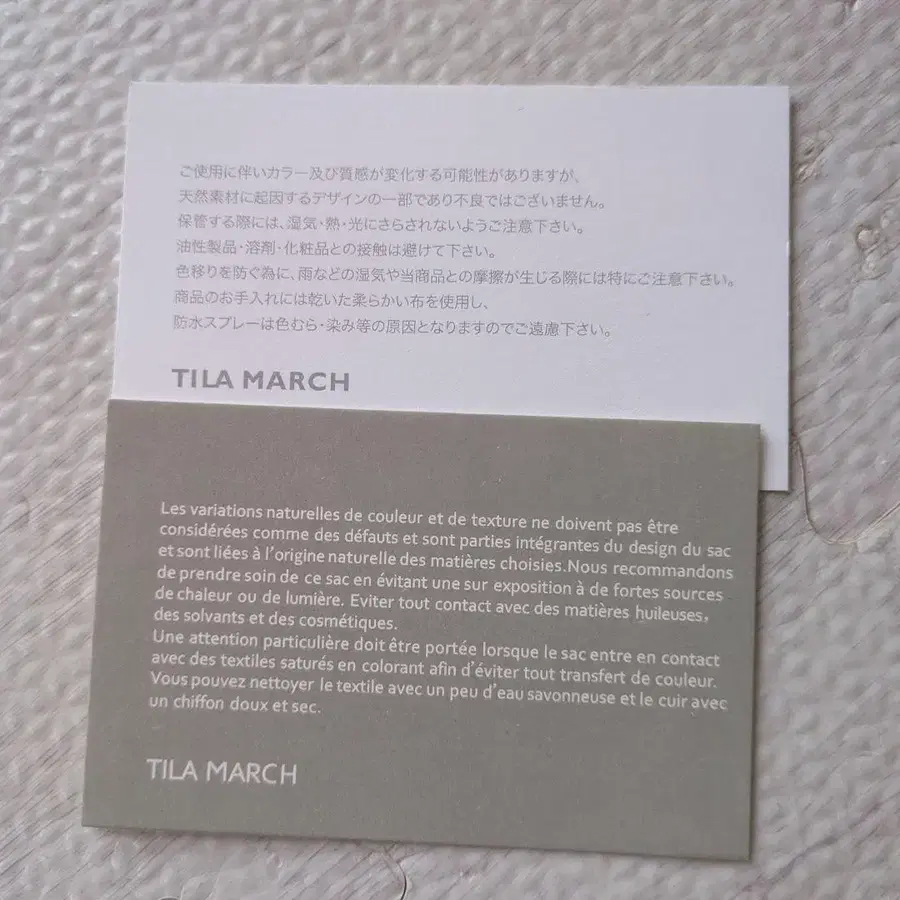 ご使用に伴いカラー及び質感が変化する可能性がありますが、
天然素材に起因するデザインの一部であり不良ではございません。
保管する際には、湿気・熱・光にさらされないようご注意下さい。
油性製品・溶剤・化粧品との接触は避けて下さい。
色移りを防ぐ為に、雨などの湿気や当商品との摩擦が生じる際には特にご注意下さい。
商品のお手入れには乾いた柔らかい布を使用し、
防水スプレーは色むら・染み等の原因となりますのでご遠慮下さい。
TILA MARCH
Les variations naturelles de couleur et de texture ne doivent pas être
considérées comme des défauts et sont parties intégrantes du design du sac
et sont liées à l'origine naturelle des matières choisies.Nous recommandons
de prendre soin de ce sac en évitant une sur exposition à de fortes sources
de chaleur ou de lumière. Eviter tout contact avec des matières huileuses,
des solvants et des cosmétiques.
Une attention particulière doit être portée lorsque le sac entre en contact
avec des textiles saturés en colorant afin d'éviter tout transfert de couleur.
Vous pouvez nettoyer le textile avec un peu d'eau savonneuse et le cuir avec
un chiffon doux et sec.
TILA MARCH